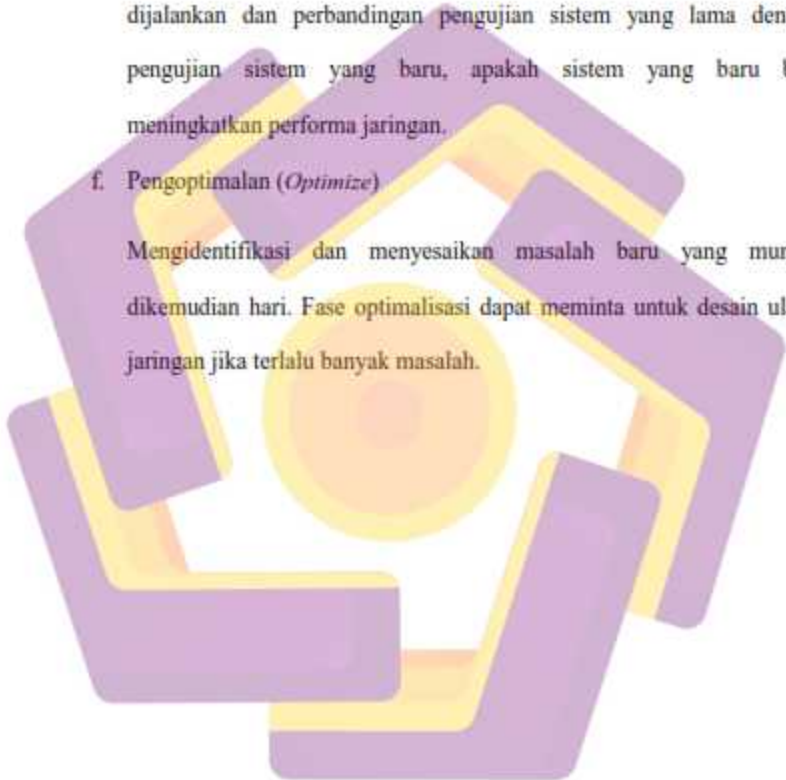 dijalankan dan perbandingan pengujian sistem yang lama den
pengujian sistem yang baru, apakah sistem yang baru b
meningkatkan performa jaringan.
f. Pengoptimalan (Optimize)
Mengidentifikasi dan menyesaikan masalah baru yang mun
dikemudian hari. Fase optimalisasi dapat meminta untuk desain ul
jaringan jika terlalu banyak masalah.